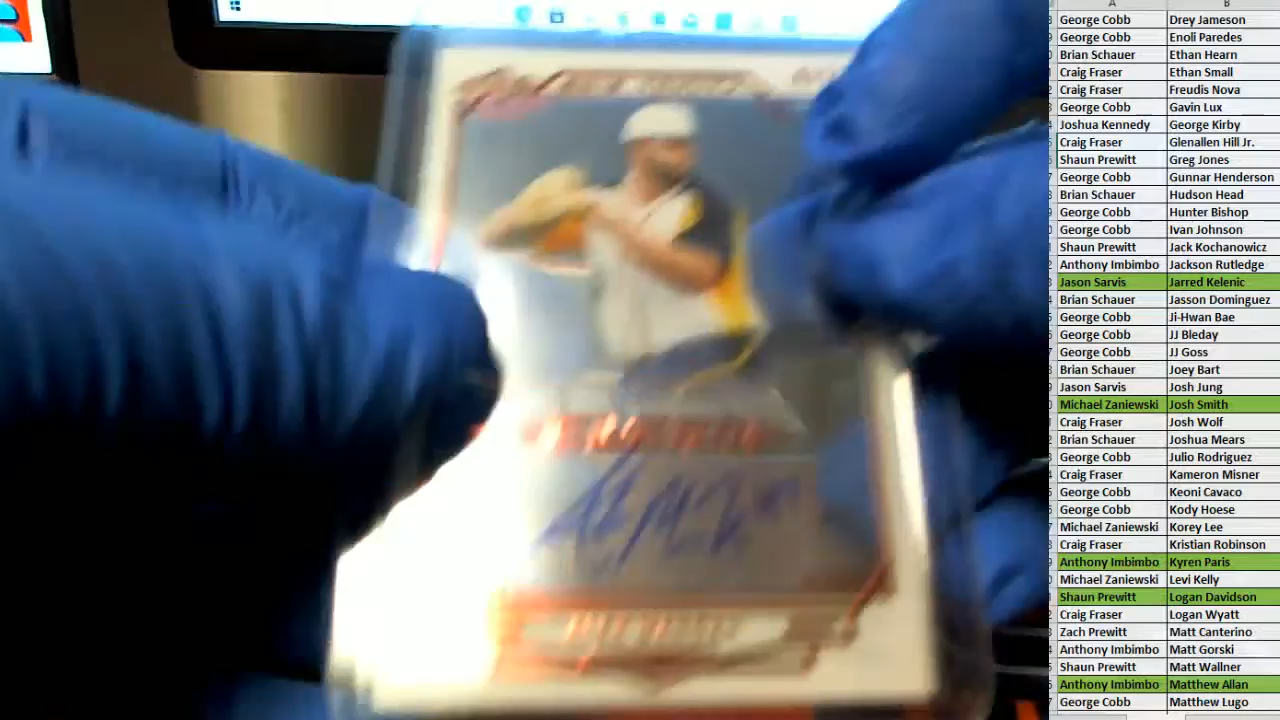 A B
George Cobb Drey Jameson
George Cobb Enoli Paredes
Brian Schauer Ethan Hearn
Craig Fraser Ethan Small
Craig Fraser Freudis Nova
George Cobb Gavin Lux
Joshua Kennedy George Kirby
Craig Fraser Glenallen Hill Jr.
Shaun Prewitt Greg Jones
George Cobb Gunnar Henderson
Brian Schauer Hudson Head
George Cobb Hunter Bishop
George Cobb Ivan Johnson
Shaun Prewitt Jack Kochanowicz
Anthony Imbimbo Jackson Rutledge
Jason Sarvis Jarred Kelenic
Brian Schauer Jasson Dominguez
George Cobb Ji-Hwan Bae
George Cobb JJ Bleday
George Cobb JJ Goss
Brian Schauer Joey Bart
Jason Sarvis Josh Jung
Michael Zaniewski Josh Smith
Craig Fraser Josh Wolf
Brian Schauer Joshua Mears
George Cobb Julio Rodriguez
Craig Fraser Kameron Misner
George Cobb Keoni Cavaco
George Cobb Kody Hoese
Michael Zaniewski Korey Lee
Craig Fraser Kristian Robinson
Anthony Imbimbo Kyren Paris
Michael Zaniewski Levi Kelly
Shaun Prewitt Logan Davidson
Craig Fraser Logan Wyatt
Zach Prewitt Matt Canterino
Anthony Imbimbo Matt Gorski
Shaun Prewitt Matt Wallner
Anthony Imbimbo Matthew Allan
George Cobb Matthew Lugo